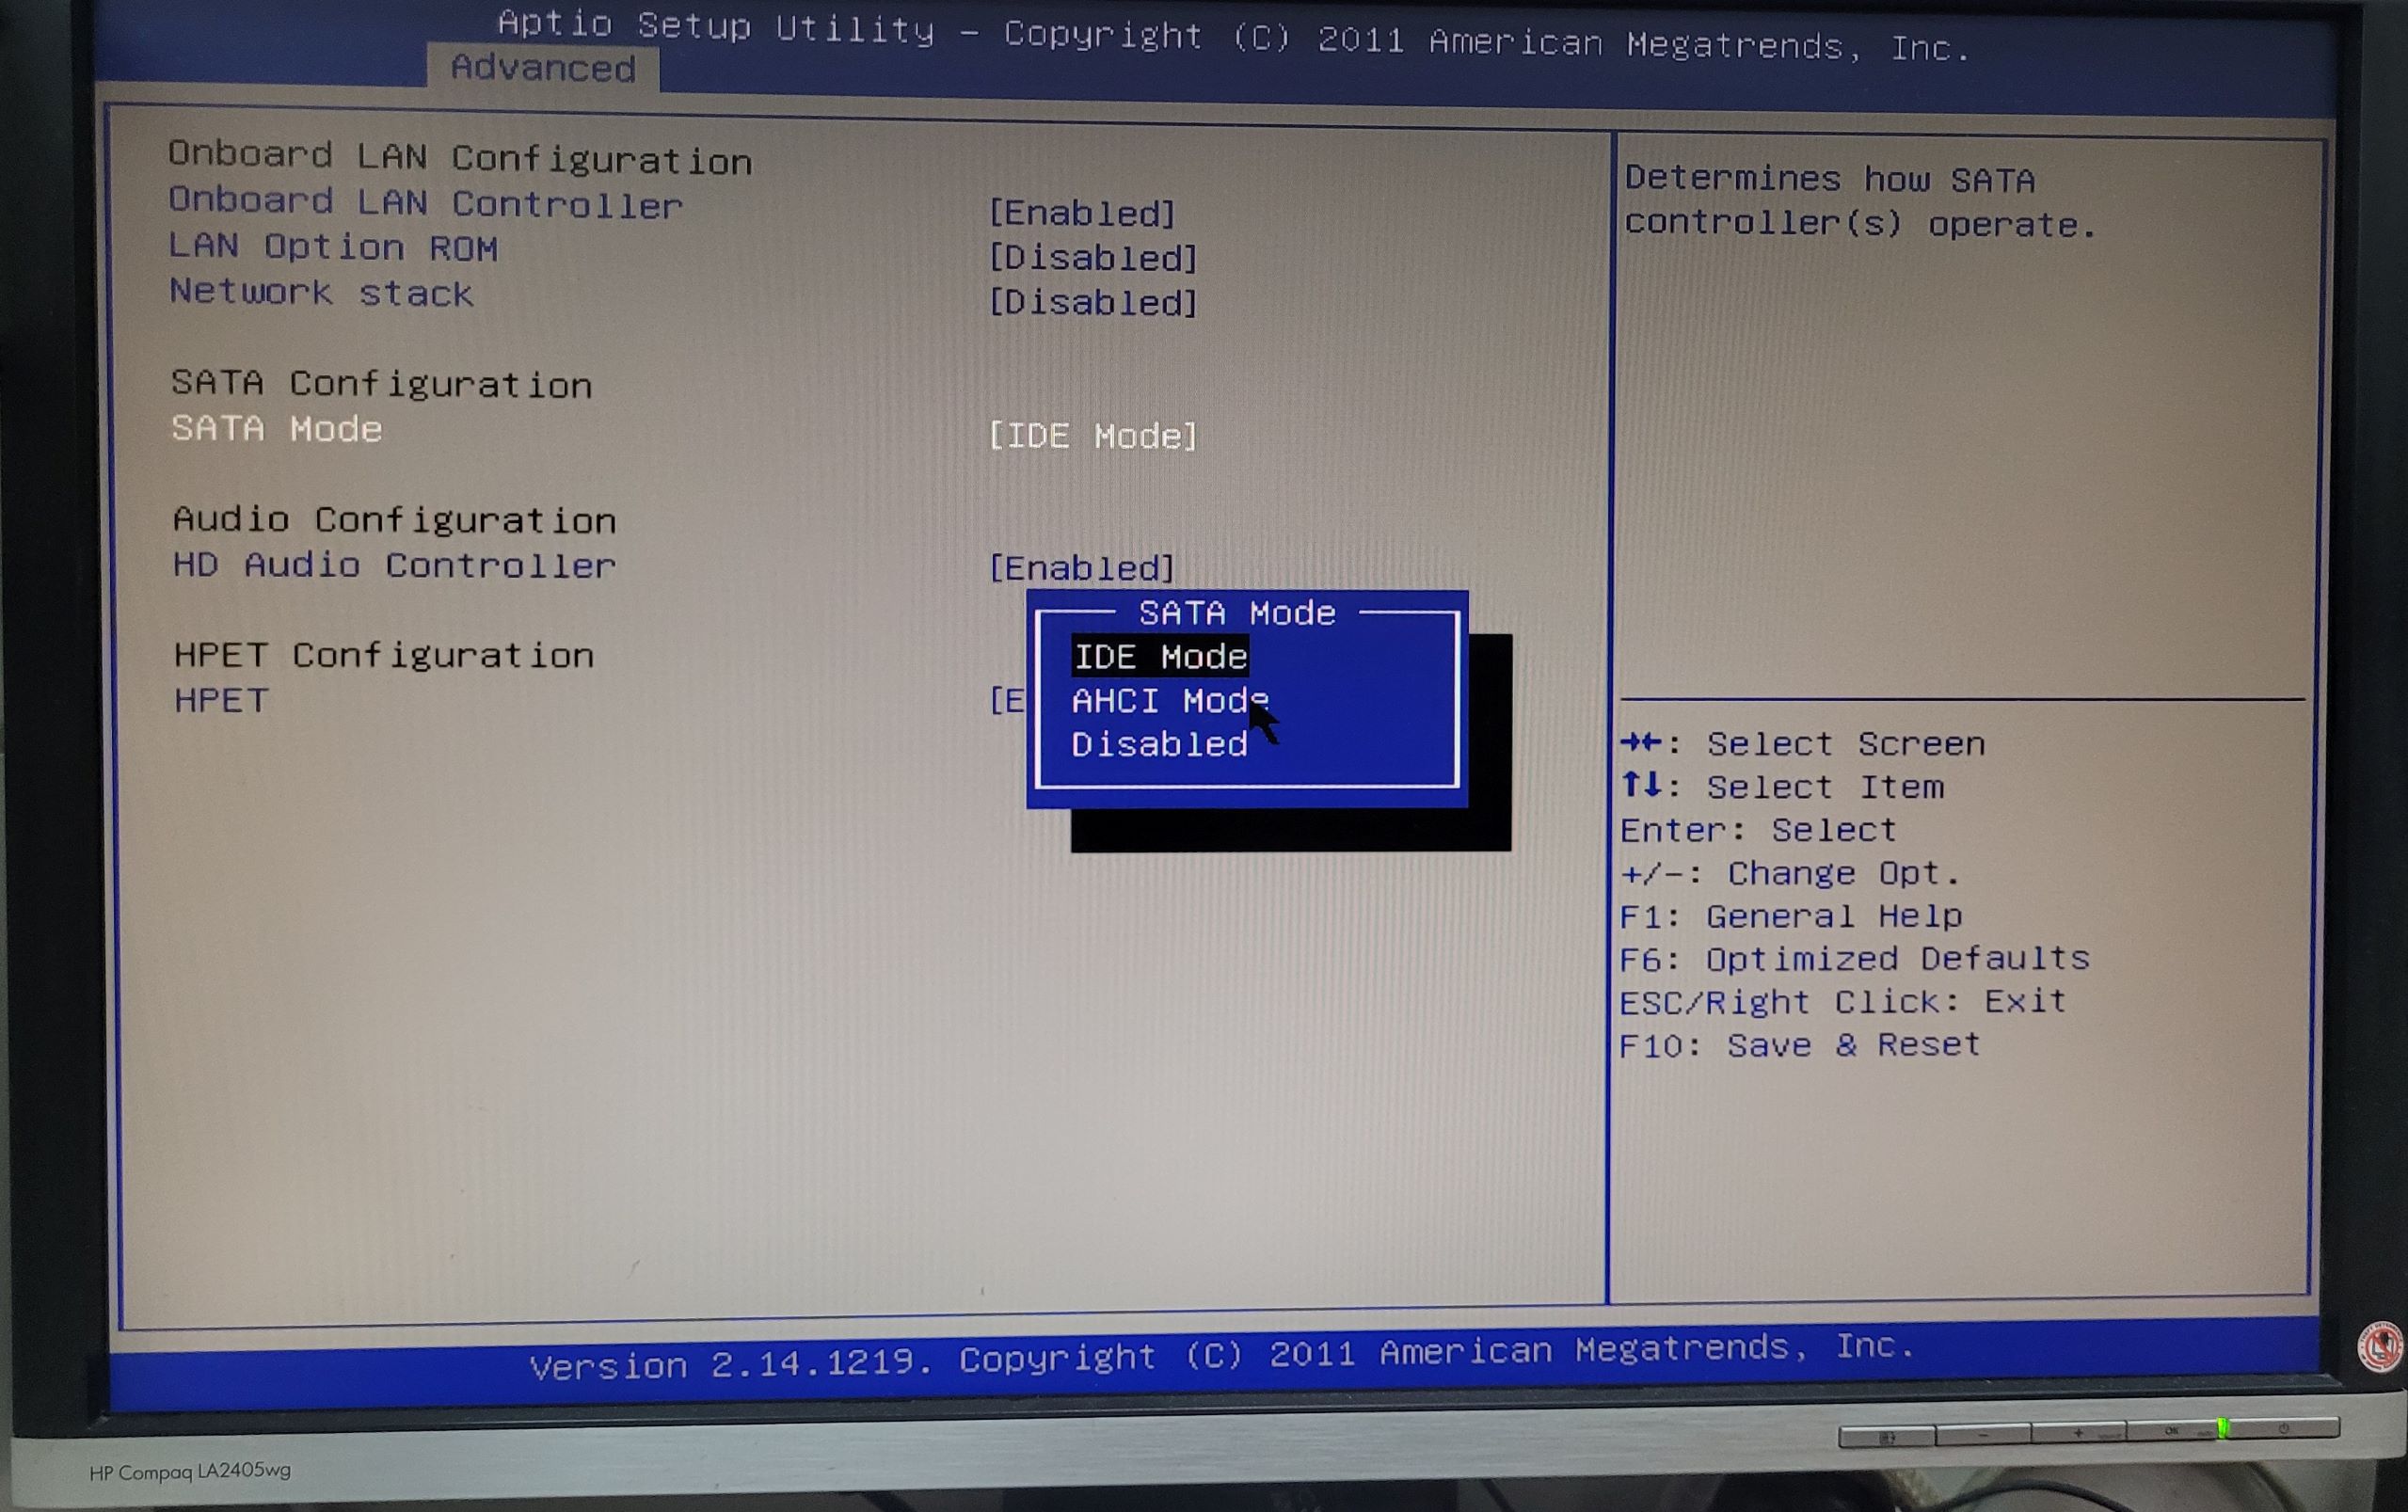 Aptio Setup Utility – Copyright (C) 2011 American Megatrends, Inc.
Advanced
Onboard LAN Configuration
Onboard LAN Controller [Enabled]
LAN Option ROM [Disabled]
Network stack [Disabled]
SATA Configuration
SATA Mode [IDE Mode]
Audio Configuration
HD Audio Controller [Enabled]
HPET Configuration
HPET [E
SATA Mode
IDE Mode
AHCI Mode
Disabled
Determines how SATA
controller(s) operate.
→←: Select Screen
↑↓: Select Item
Enter: Select
+/-: Change Opt.
F1: General Help
F6: Optimized Defaults
ESC/Right Click: Exit
F10: Save & Reset
Version 2.14.1219. Copyright (C) 2011 American Megatrends, Inc.
HP Compaq LA2405wg
– + OK